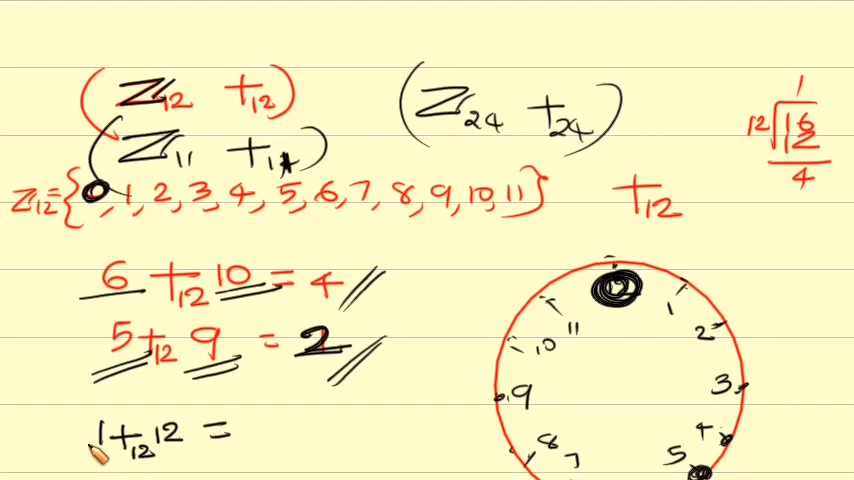 (Z12 +12) (Z24 +24)
(Z11 +11)
Z12 = {0, 1, 2, 3, 4, 5, 6, 7, 8, 9, 10, 11} +12
1
12 16
12
4
6 +12 10 = 4 //
5 +12 9 = 2 //
1 +12 12 =
12
11 1
10 2
9 3
8 4
7 5